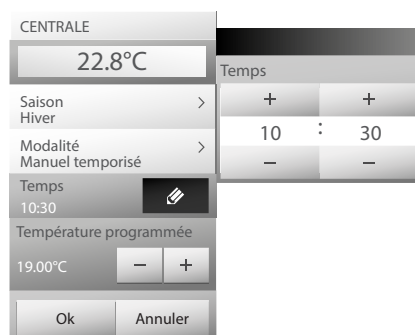 CENTRALE
22.8°C
Saison
Hiver
>
Modalité
Manuel temporisé
>
Temps
10:30
Température programmée
19.00°C
− +
Ok Annuler
Temps
+ +
10 : 30
− −